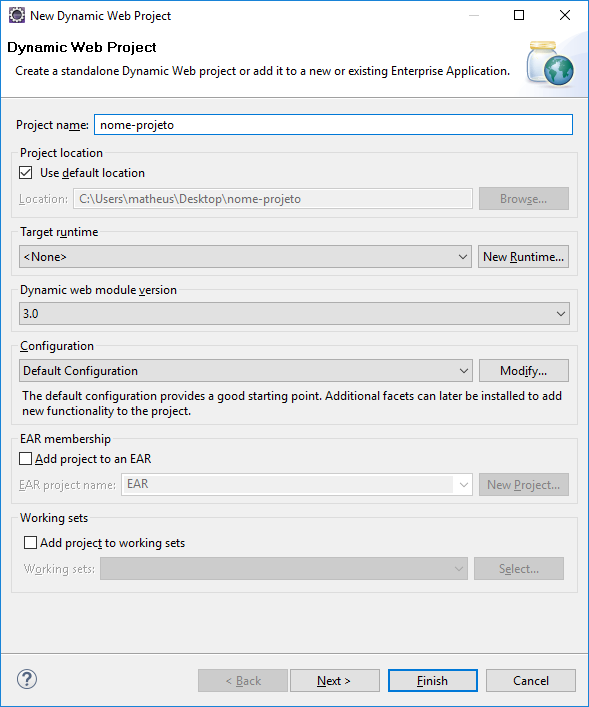 New Dynamic Web Project
Dynamic Web Project
Create a standalone Dynamic Web project or add it to a new or existing Enterprise Application.
Project name: nome-projeto
Project location
Use default location
Location: C:\Users\matheus\Desktop\nome-projeto Browse...
Target runtime
<None> New Runtime...
Dynamic web module version
3.0
Configuration
Default Configuration Modify...
The default configuration provides a good starting point. Additional facets can later be installed to add
new functionality to the project.
EAR membership
Add project to an EAR
EAR project name: EAR New Project...
Working sets
Add project to working sets
Working sets: Select...
? < Back Next > Finish Cancel